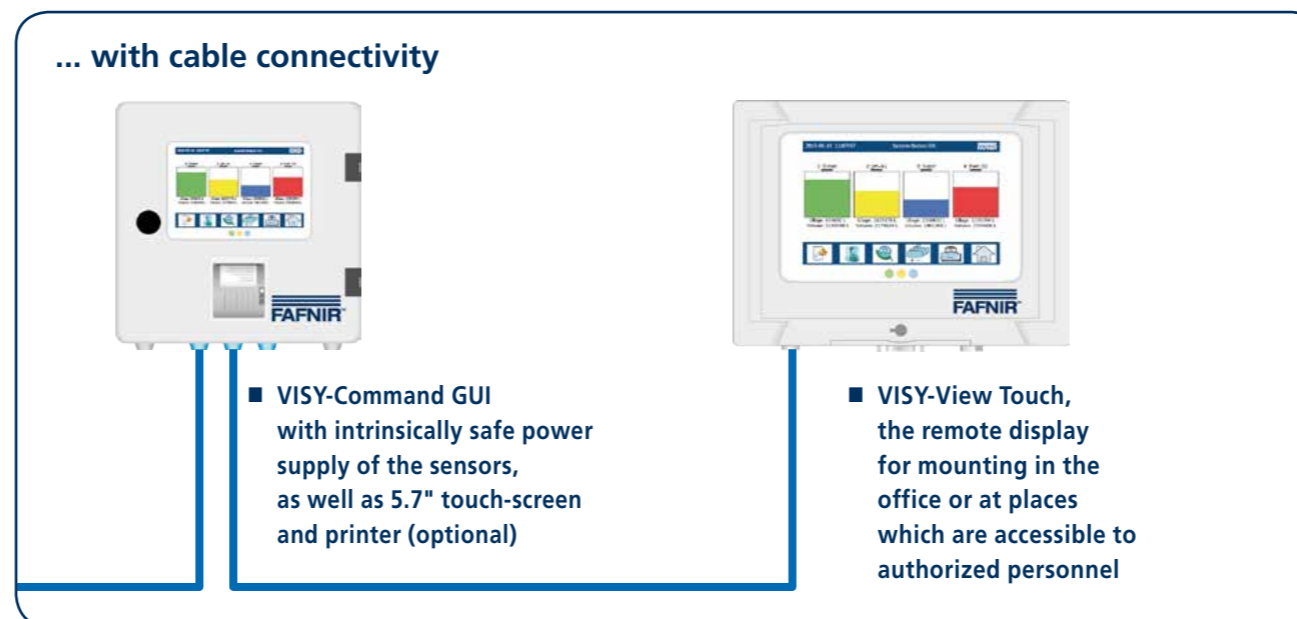 ... with cable connectivity
FAFNIR
FAFNIR
■ VISY-Command GUI
with intrinsically safe power
supply of the sensors,
as well as 5.7" touch-screen
and printer (optional)
■ VISY-View Touch,
the remote display
for mounting in the
office or at places
which are accessible to
authorized personnel